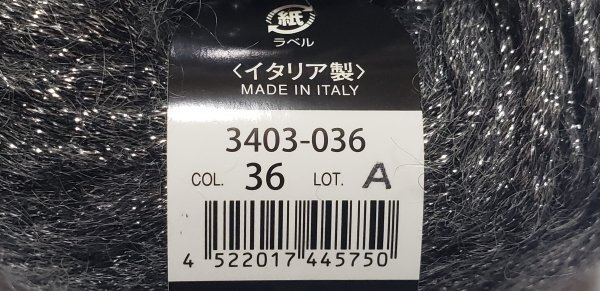 紙
ラベル
〈イタリア製〉
MADE IN ITALY
3403-036
COL. 36 LOT. A
4 522017 445750